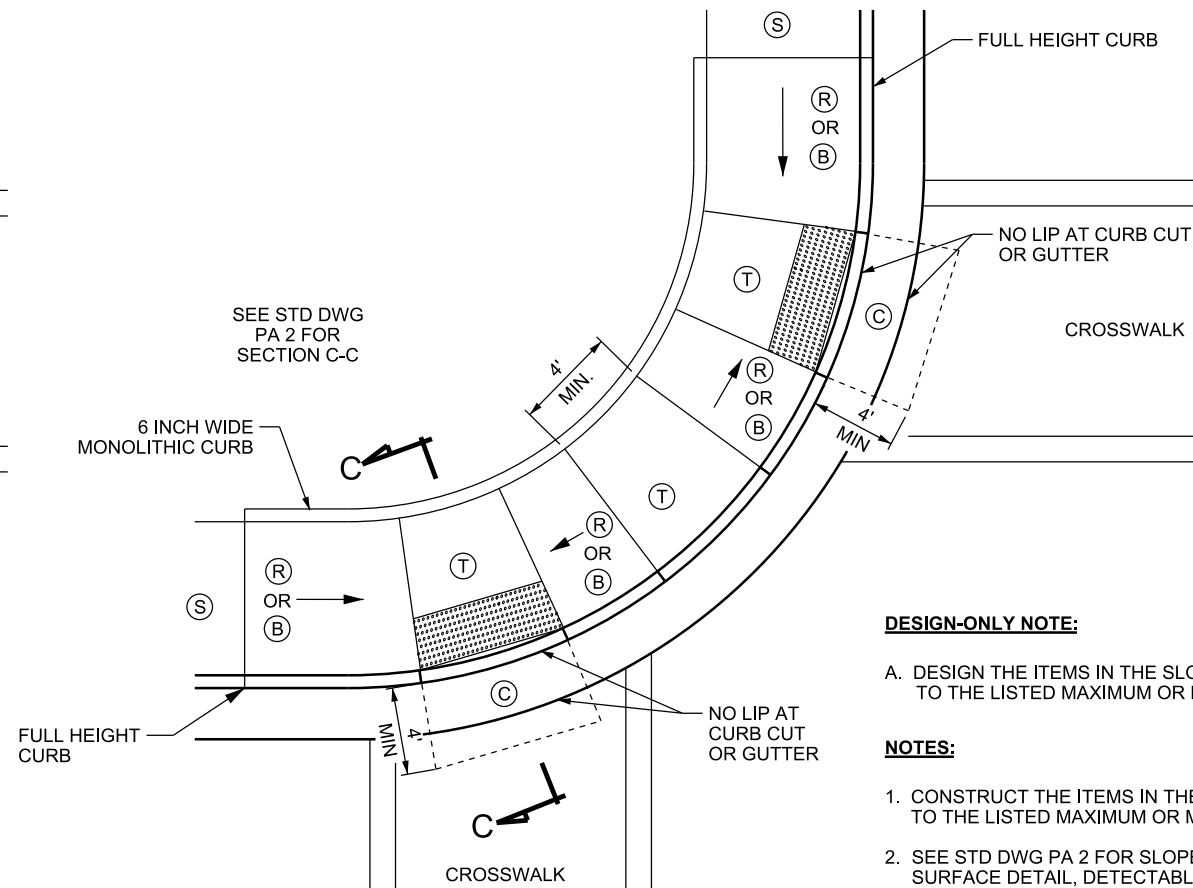 S
FULL HEIGHT CURB
R
OR
B
NO LIP AT CURB CUT
OR GUTTER
T
C
CROSSWALK
SEE STD DWG
PA 2 FOR
SECTION C-C
4'
MIN.
R
OR
B
4'
MIN
6 INCH WIDE
MONOLITHIC CURB
C
T
R
OR
B
T
R
OR
B
S
C
NO LIP AT
CURB CUT
OR GUTTER
4'
MIN
FULL HEIGHT
CURB
C
CROSSWALK
DESIGN-ONLY NOTE:
A. DESIGN THE ITEMS IN THE SLO
TO THE LISTED MAXIMUM OR
NOTES:
1. CONSTRUCT THE ITEMS IN THE
TO THE LISTED MAXIMUM OR M
2. SEE STD DWG PA 2 FOR SLOPE
SURFACE DETAIL, DETECTABL